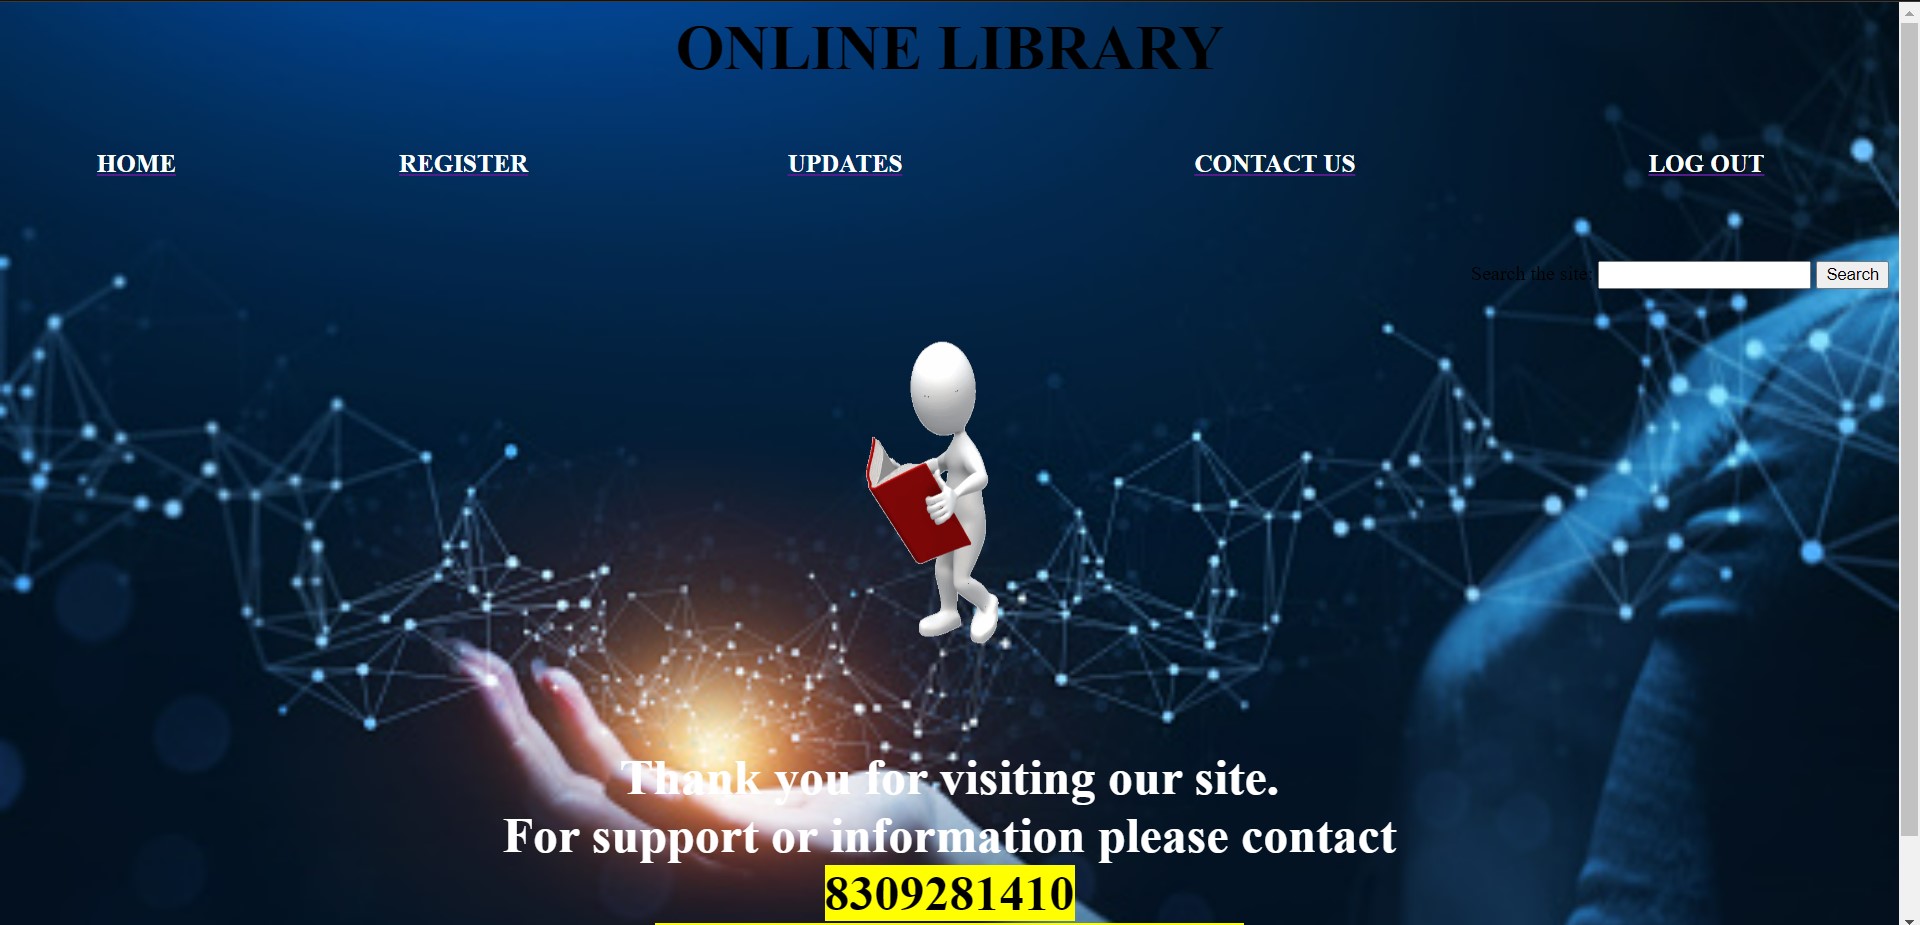 ONLINE LIBRARY
HOME REGISTER UPDATES CONTACT US LOG OUT
Search the site: Search
Thank you for visiting our site.
For support or information please contact
8309281410